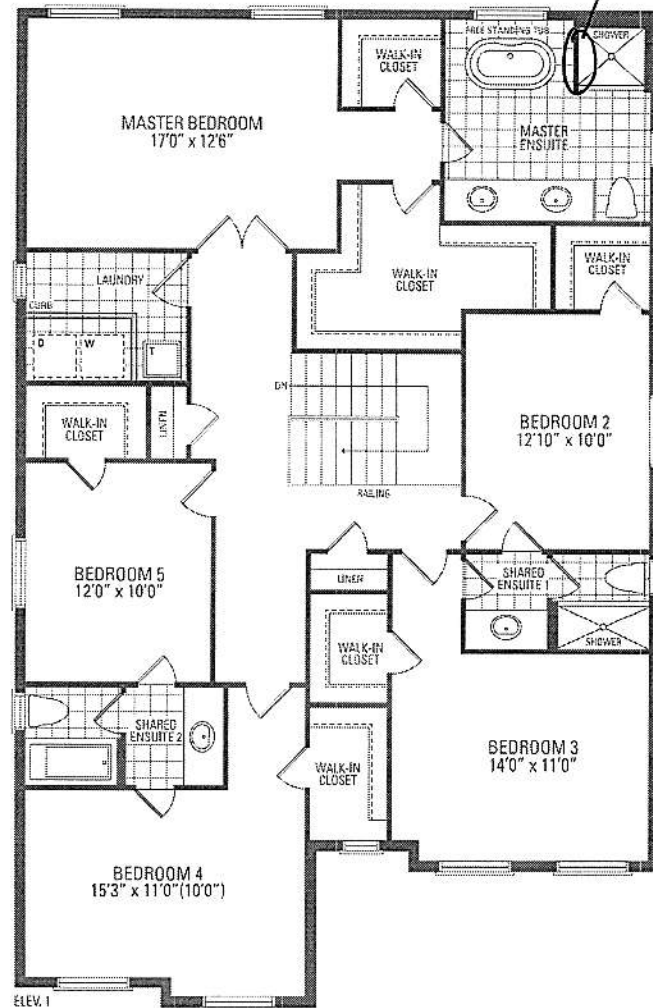 FREE STANDING TUB
SHOWER
WALK-IN
CLOSET
MASTER BEDROOM
17'0" x 12'6"
MASTER
ENSUITE
LAUNDRY
WALK-IN
CLOSET
WALK-IN
CLOSET
CURB
D
W
T
DN
WALK-IN
CLOSET
LINEN
BEDROOM 2
12'10" x 10'0"
RAILING
BEDROOM 5
12'0" x 10'0"
LINEN
SHARED
ENSUITE 1
SHOWER
WALK-IN
CLOSET
SHARED
ENSUITE 2
WALK-IN
CLOSET
BEDROOM 3
14'0" x 11'0"
BEDROOM 4
15'3" x 11'0"(10'0")
ELEV. 1